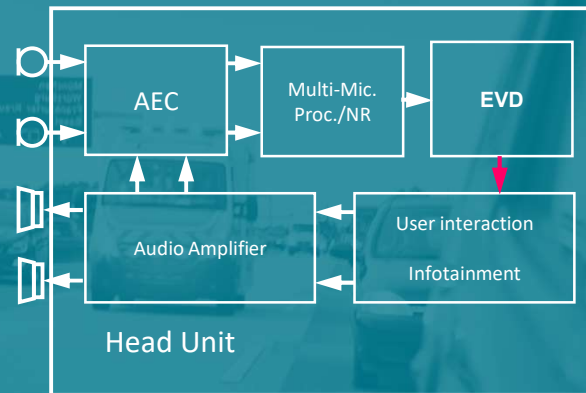 AEC
Multi-Mic.
Proc./NR
EVD
Audio Amplifier
User interaction
Infotainment
Head Unit